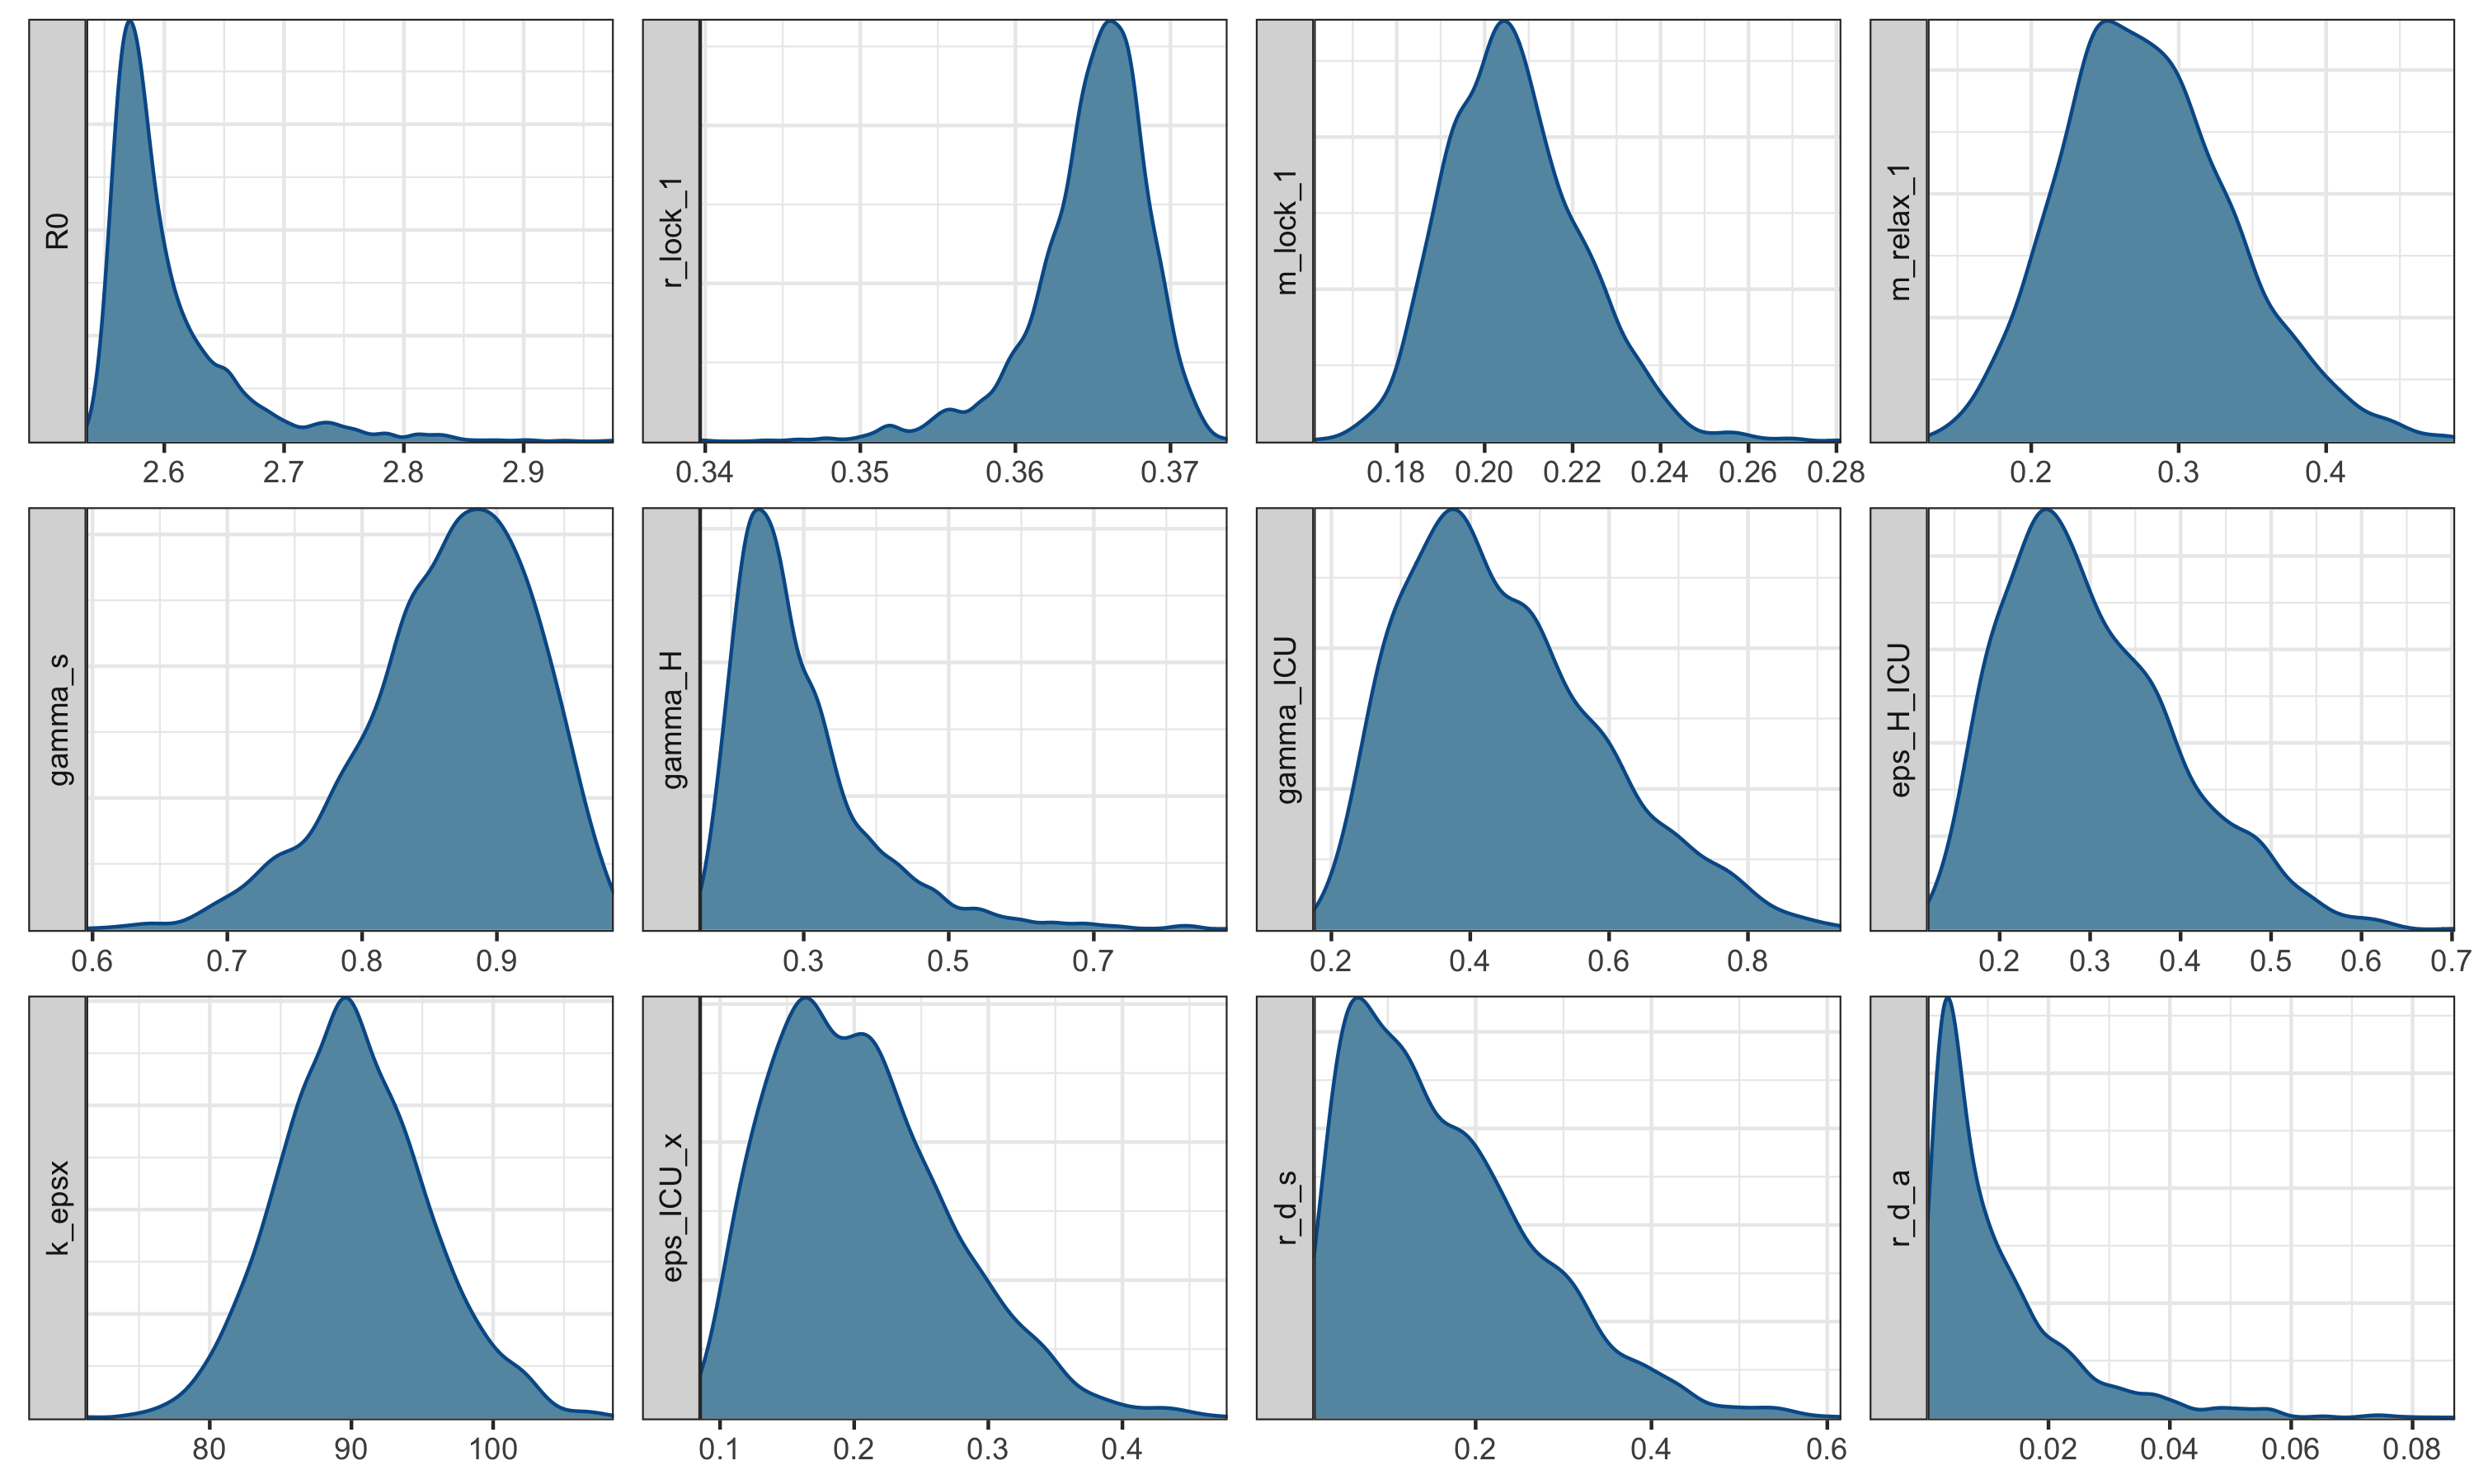 R0
r_lock_1
m_lock_1
m_relax_1
2.6 2.7 2.8 2.9
0.34 0.35 0.36 0.37
0.18 0.20 0.22 0.24 0.26 0.28
0.2 0.3 0.4
gamma_s
gamma_H
gamma_ICU
eps_H_ICU
0.6 0.7 0.8 0.9
0.3 0.5 0.7
0.2 0.4 0.6 0.8
0.2 0.3 0.4 0.5 0.6 0.7
k_epsx
eps_ICU_x
r_d_s
r_d_a
80 90 100
0.1 0.2 0.3 0.4
0.2 0.4 0.6
0.02 0.04 0.06 0.08